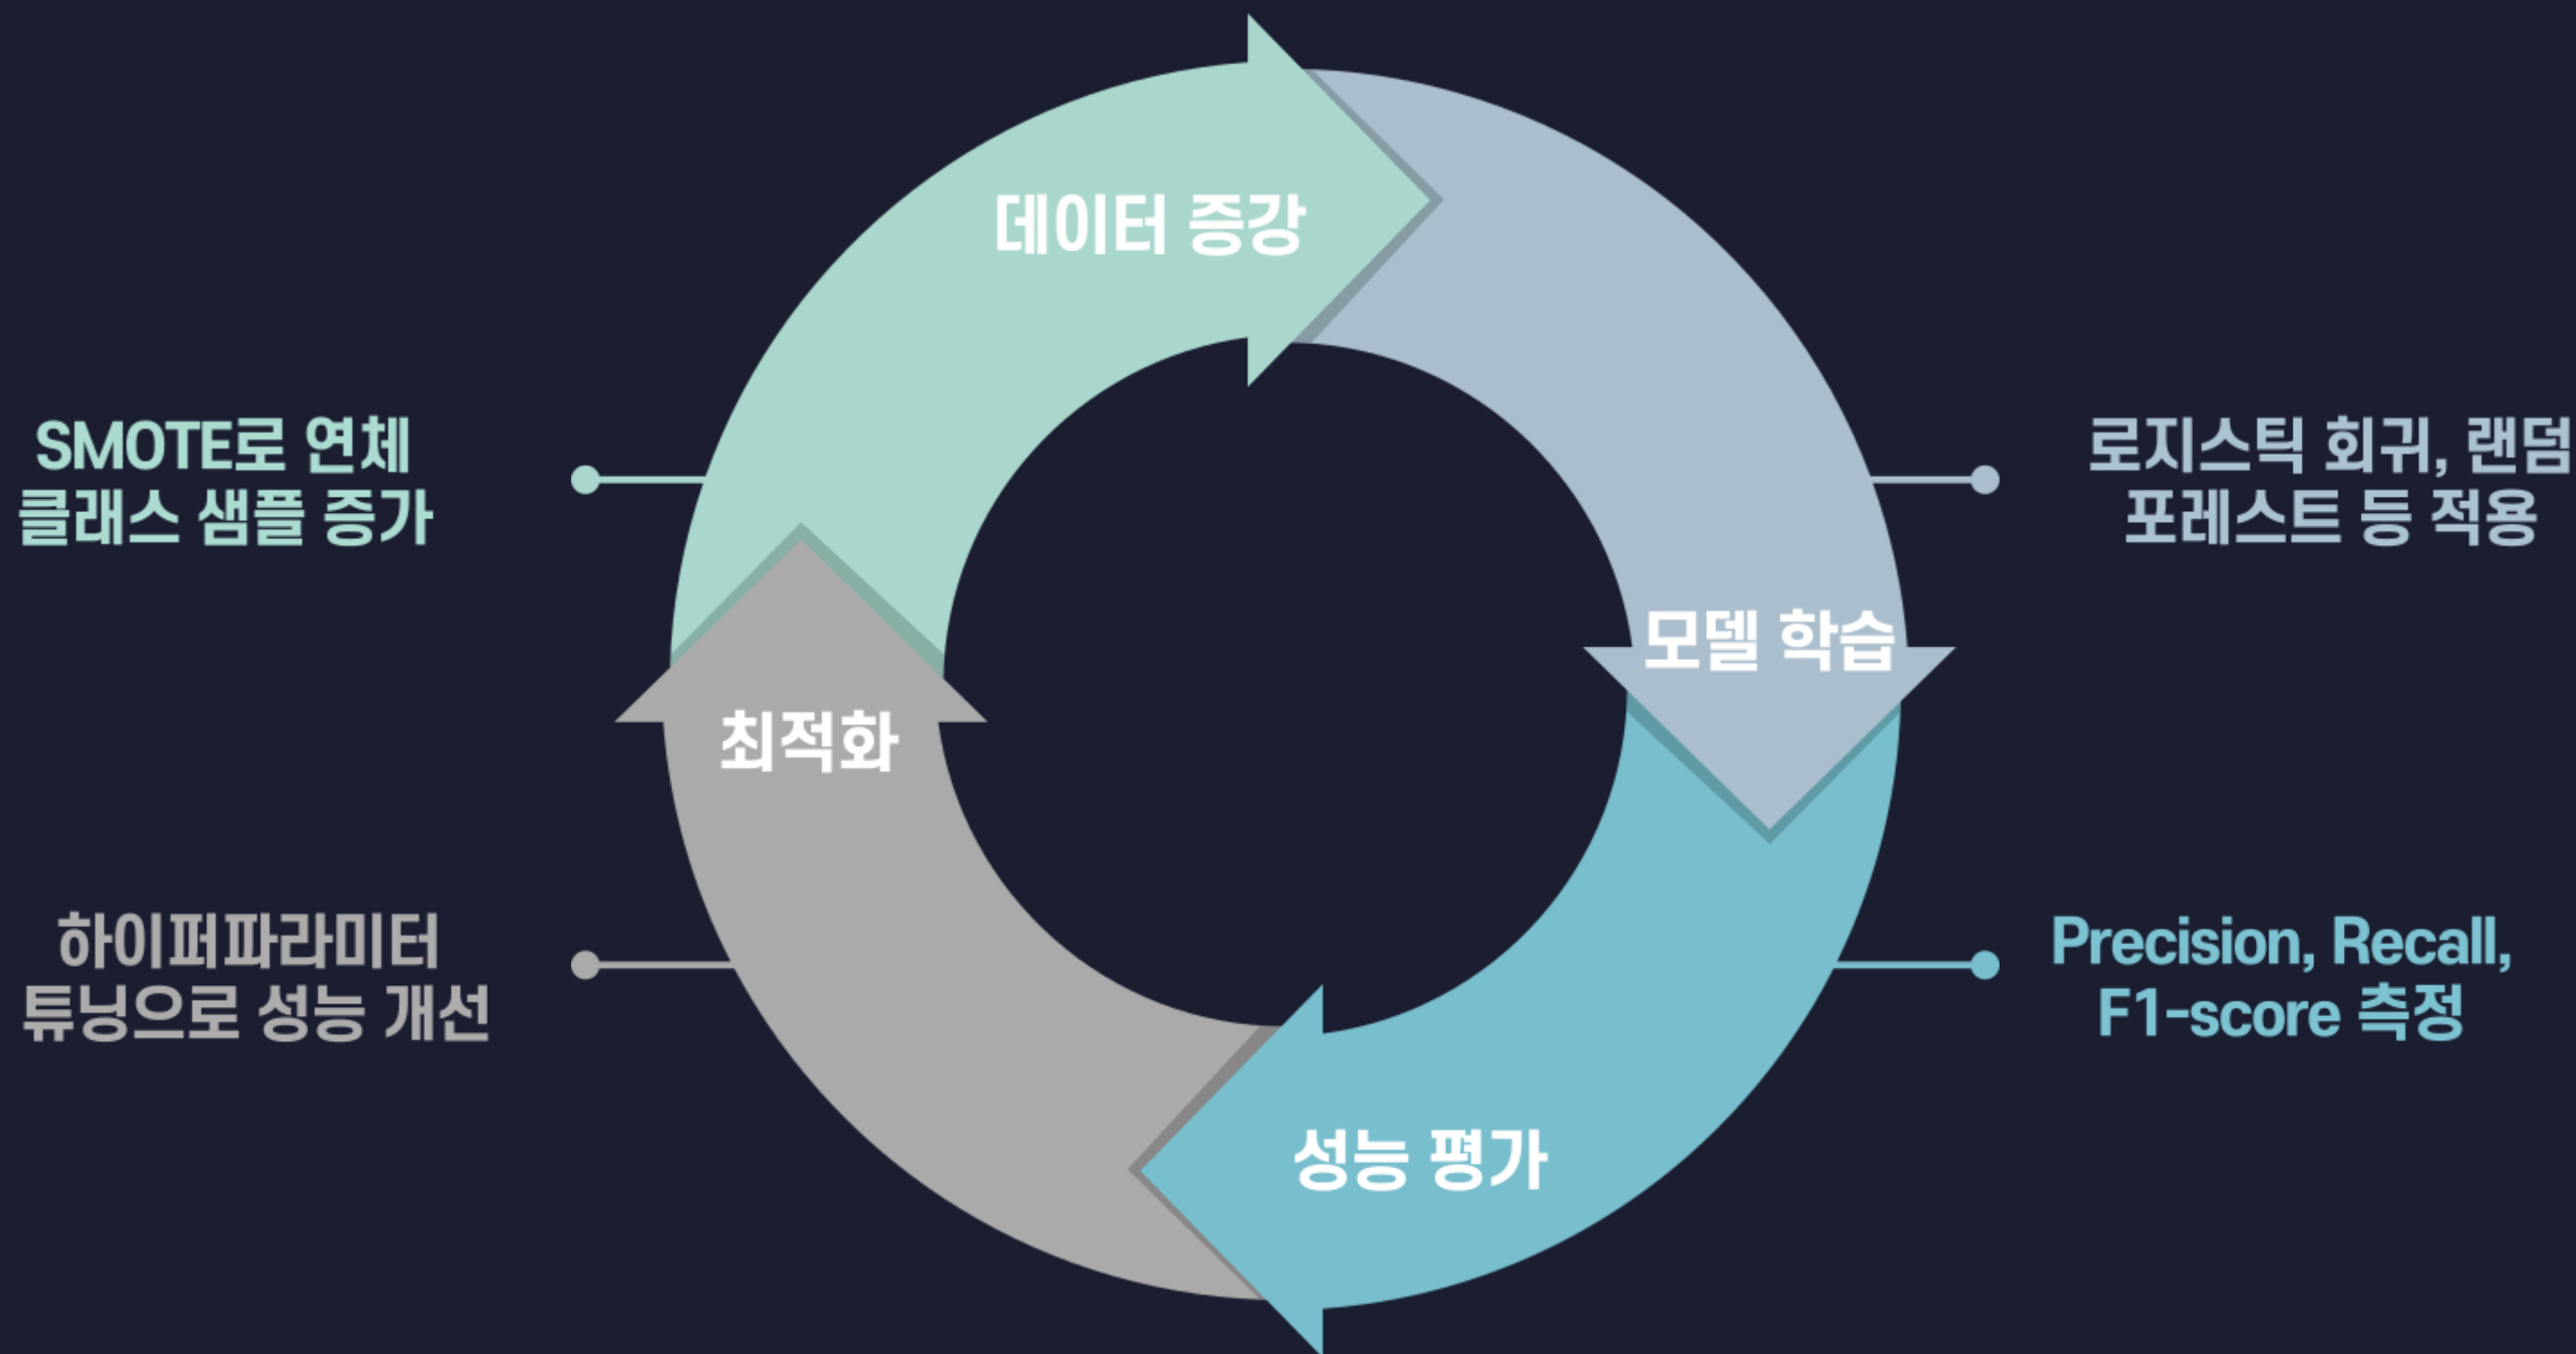 데이터 증강
SMOTE로 연체
클래스 샘플 증가
로지스틱 회귀, 랜덤
포레스트 등 적용
모델 학습
최적화
하이퍼파라미터
튜닝으로 성능 개선
Precision, Recall,
F1-score 측정
성능 평가